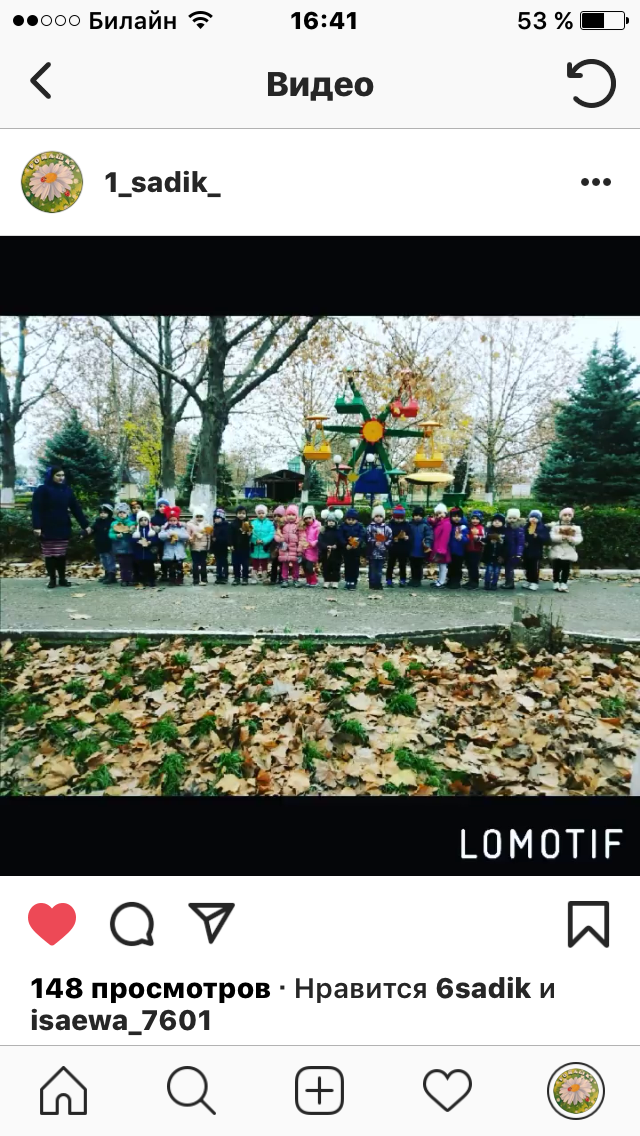 Билайн 16:41 53 %
Видео
1_sadik_
LOMOTIF
148 просмотров · Нравится 6sadik и
isaewa_7601